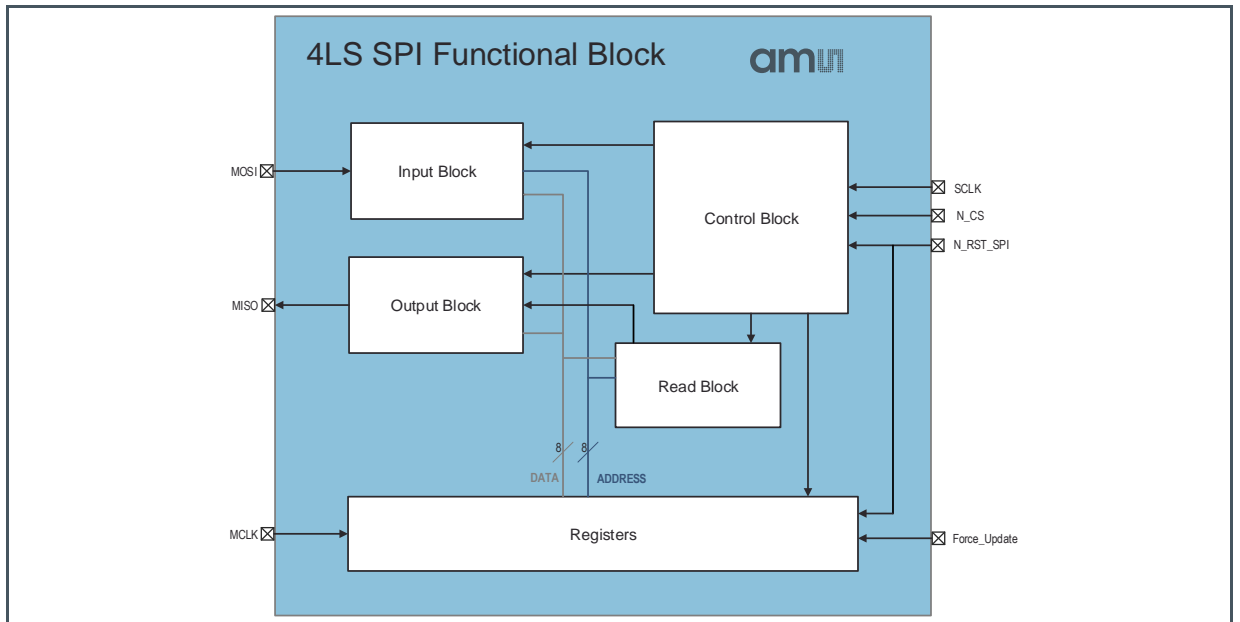 4LS SPI Functional Block
am
MOSI
Input Block
Control Block
SCLK
N_CS
N_RST_SPI
MISO
Output Block
Read Block
8 8
DATA ADDRESS
MCLK
Registers
Force_Update